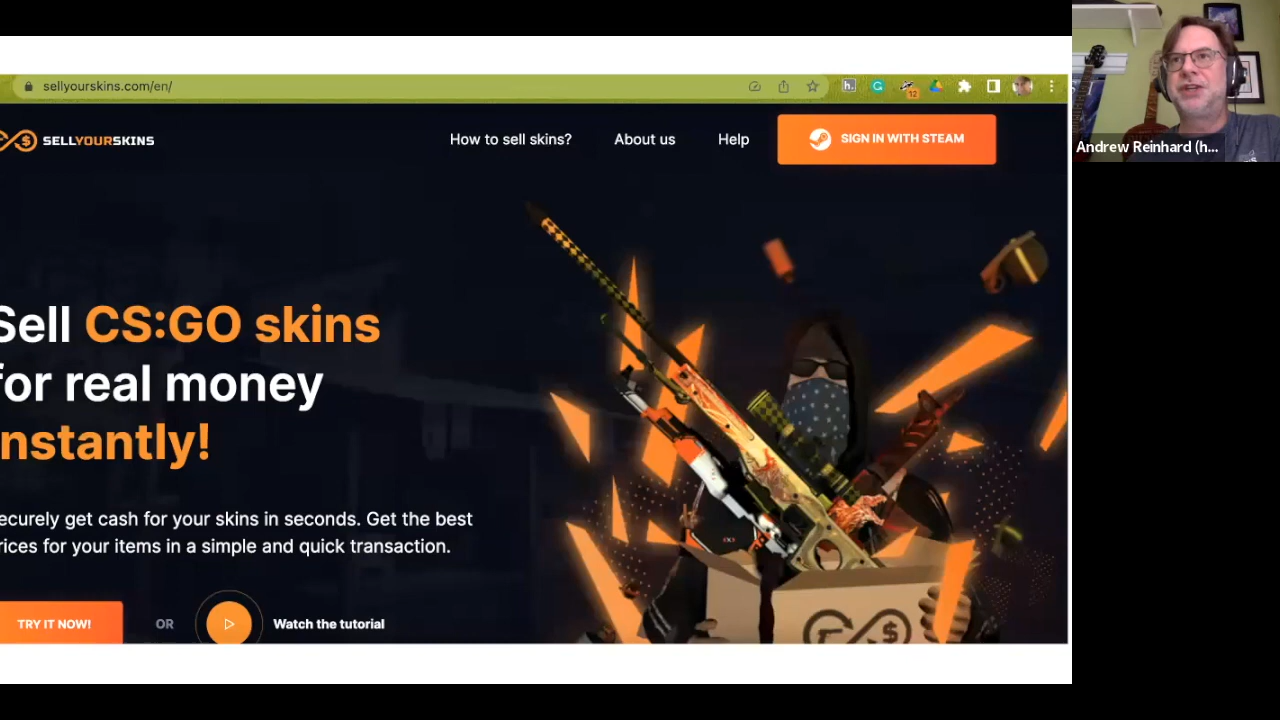 sellyourskins.com/en/
h.
G
12
SELLYOURSKINS
How to sell skins?
About us
Help
SIGN IN WITH STEAM
Andrew Reinhard (h...
Sell CS:GO skins
for real money
nstantly!
ecurely get cash for your skins in seconds. Get the best
rices for your items in a simple and quick transaction.
TRY IT NOW!
OR
Watch the tutorial